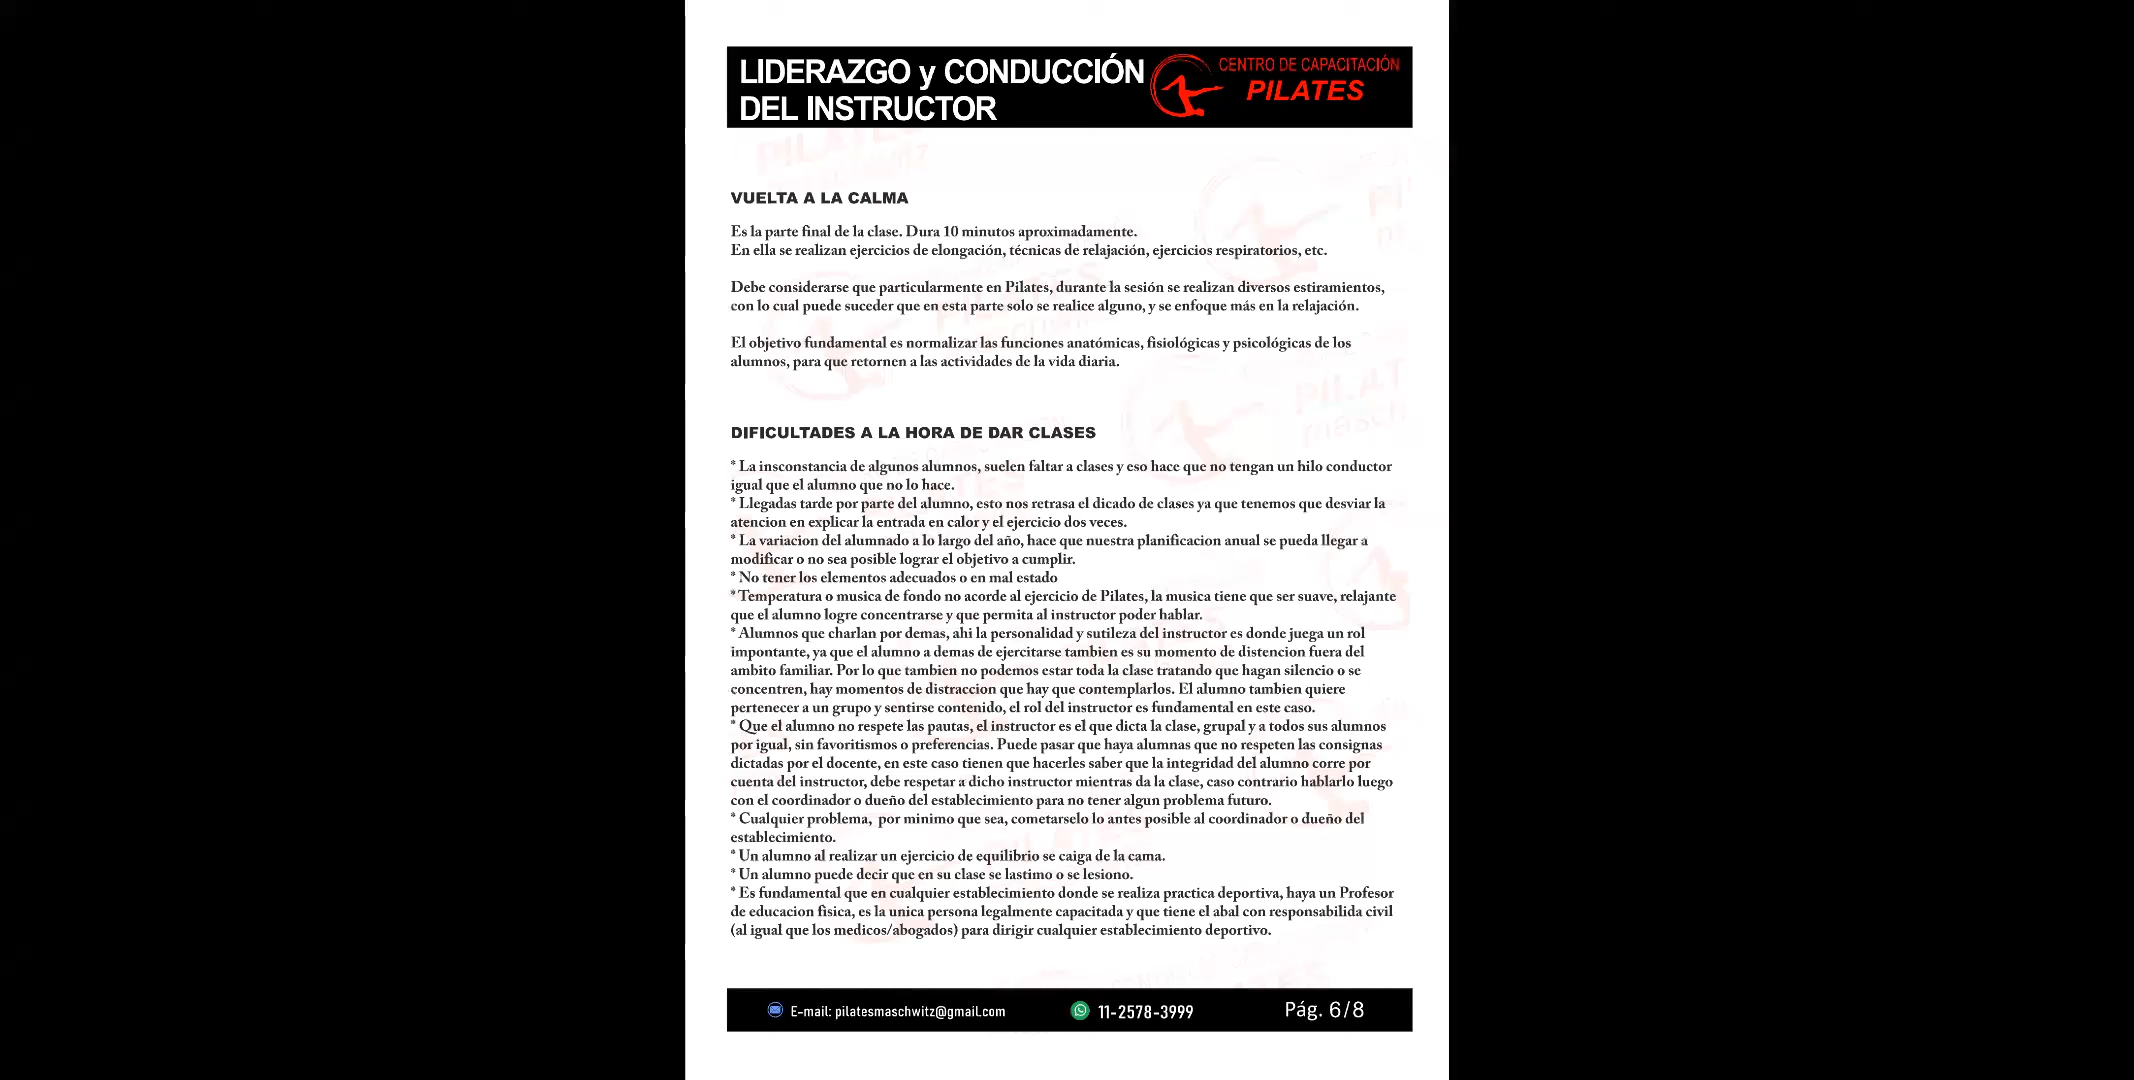 LIDERAZGO y CONDUCCIÓN
DEL INSTRUCTOR
CENTRO DE CAPACITACIÓN
PILATES
VUELTA A LA CALMA
Es la parte final de la clase. Dura 10 minutos aproximadamente.
En ella se realizan ejercicios de elongación, técnicas de relajación, ejercicios respiratorios, etc.
Debe considerarse que particularmente en Pilates, durante la sesión se realizan diversos estiramientos,
con lo cual puede suceder que en esta parte solo se realice alguno, y se enfoque más en la relajación.
El objetivo fundamental es normalizar las funciones anatómicas, fisiológicas y psicológicas de los
alumnos, para que retornen a las actividades de la vida diaria.
DIFICULTADES A LA HORA DE DAR CLASES
* La insconstancia de algunos alumnos, suelen faltar a clases y eso hace que no tengan un hilo conductor
igual que el alumno que no lo hace.
* Llegadas tarde por parte del alumno, esto nos retrasa el dicado de clases ya que tenemos que desviar la
atencion en explicar la entrada en calor y el ejercicio dos veces.
* La variacion del alumnado a lo largo del año, hace que nuestra planificacion anual se pueda llegar a
modificar o no sea posible lograr el objetivo a cumplir.
* No tener los elementos adecuados o en mal estado
* Temperatura o musica de fondo no acorde al ejercicio de Pilates, la musica tiene que ser suave, relajante
que el alumno logre concentrarse y que permita al instructor poder hablar.
* Alumnos que charlan por demas, ahi la personalidad y sutileza del instructor es donde juega un rol
impontante, ya que el alumno a demas de ejercitarse tambien es su momento de distencion fuera del
ambito familiar. Por lo que tambien no podemos estar toda la clase tratando que hagan silencio o se
concentren, hay momentos de distraccion que hay que contemplarlos. El alumno tambien quiere
pertenecer a un grupo y sentirse contenido, el rol del instructor es fundamental en este caso.
* Que el alumno no respete las pautas, el instructor es el que dicta la clase, grupal y a todos sus alumnos
por igual, sin favoritismos o preferencias. Puede pasar que haya alumnas que no respeten las consignas
dictadas por el docente, en este caso tienen que hacerles saber que la integridad del alumno corre por
cuenta del instructor, debe respetar a dicho instructor mientras da la clase, caso contrario hablarlo luego
con el coordinador o dueño del establecimiento para no tener algun problema futuro.
* Cualquier problema, por minimo que sea, cometarselo lo antes posible al coordinador o dueño del
establecimiento.
* Un alumno al realizar un ejercicio de equilibrio se caiga de la cama.
* Un alumno puede decir que en su clase se lastimo o se lesiono.
* Es fundamental que en cualquier establecimiento donde se realiza practica deportiva, haya un Profesor
de educacion fisica, es la unica persona legalmente capacitada y que tiene el abal con responsabilida civil
(al igual que los medicos/abogados) para dirigir cualquier establecimiento deportivo.
E-mail: pilatesmaschwitz@gmail.com
11-2578-3999
Pág. 6/8